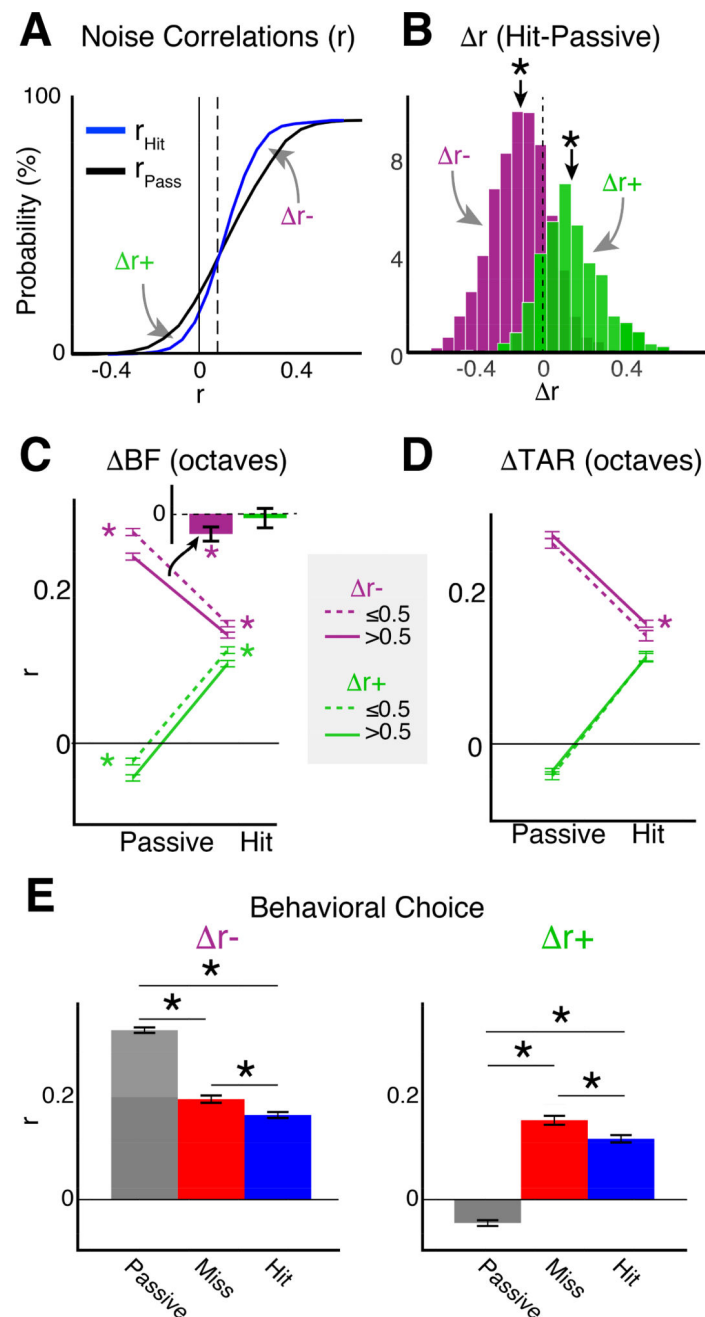 A Noise Correlations (r)
100
Probability (%)
0
r Hit
r Pass
Δr+
Δr-
-0.4 0 0.4
r
B Δr (Hit-Passive)
*
*
8
4
0
Δr-
Δr+
-0.4 0 0.4
Δr
C ΔBF (octaves)
0
*
*
*
*
*
0.2
0
r
Passive Hit
Δr-
≤0.5
>0.5
Δr+
≤0.5
>0.5
D ΔTAR (octaves)
0.2
*
0
Passive Hit
E Behavioral Choice
Δr-
*
*
*
0.2
0
r
Passive
Miss
Hit
Δr+
*
*
*
0.2
0
Passive
Miss
Hit